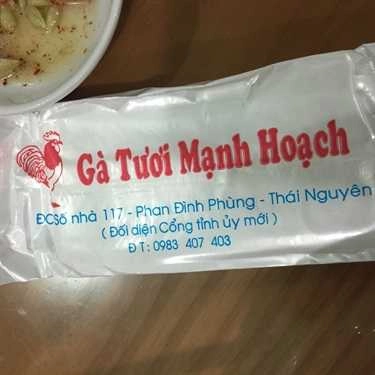 Gà Tươi Mạnh Hoạch
ĐC:Số nhà 117 - Phan Đình Phùng - Thái Nguyên
( Đối diện Cổng tỉnh ủy mới )
ĐT: 0983 407 403